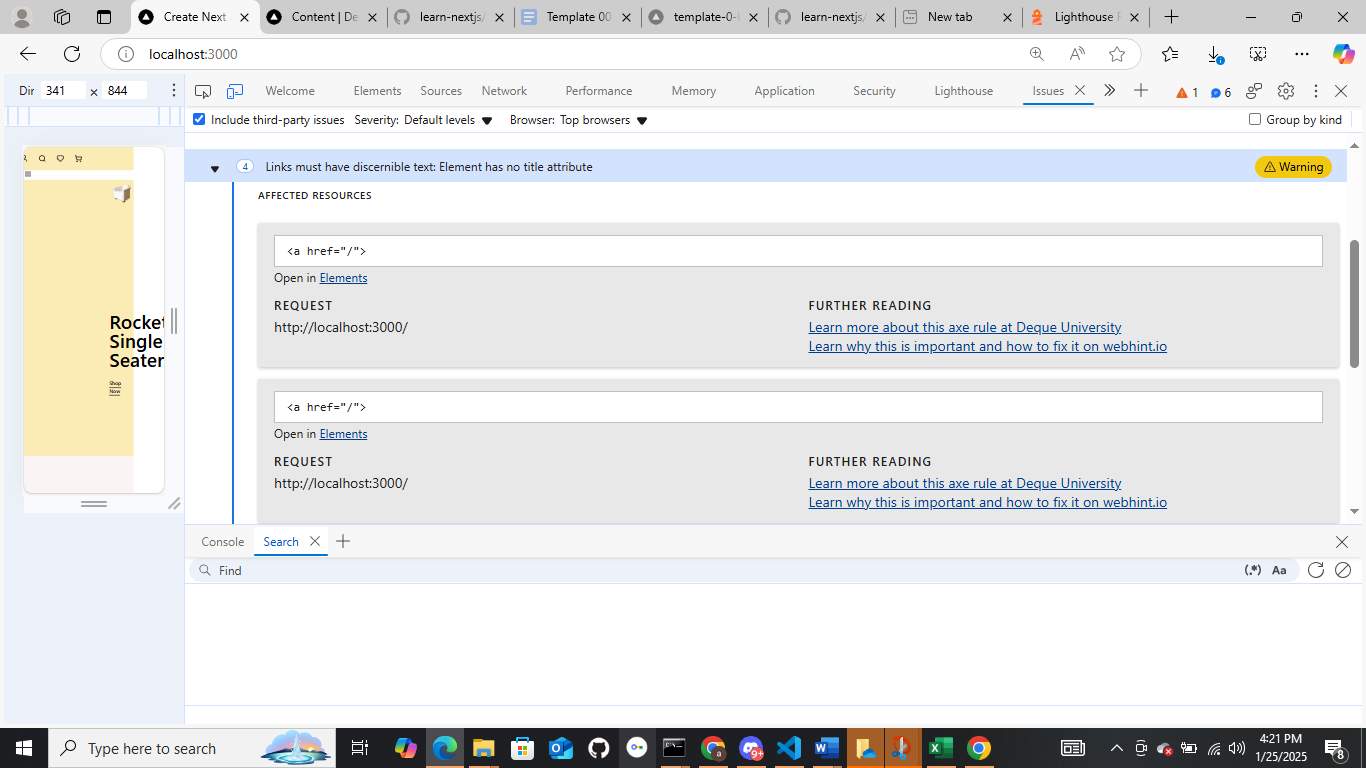 Create Next
Content | De
learn-nextjs/
Template 00
template-0-
learn-nextjs/
New tab
Lighthouse
localhost:3000
Dir 341 × 844
Welcome Elements Sources Network Performance Memory Application Security Lighthouse Issues 1 6
Include third-party issues Severity: Default levels Browser: Top browsers Group by kind
4 Links must have discernible text: Element has no title attribute Warning
AFFECTED RESOURCES
<a href="/">
Open in Elements
REQUEST
http://localhost:3000/
FURTHER READING
Learn more about this axe rule at Deque University
Learn why this is important and how to fix it on webhint.io
<a href="/">
Open in Elements
REQUEST
http://localhost:3000/
FURTHER READING
Learn more about this axe rule at Deque University
Learn why this is important and how to fix it on webhint.io
Rocket
Single
Seater
Shop
Now
Console Search
Find (.*) Aa
Type here to search
9+
4:21 PM
1/25/2025
8